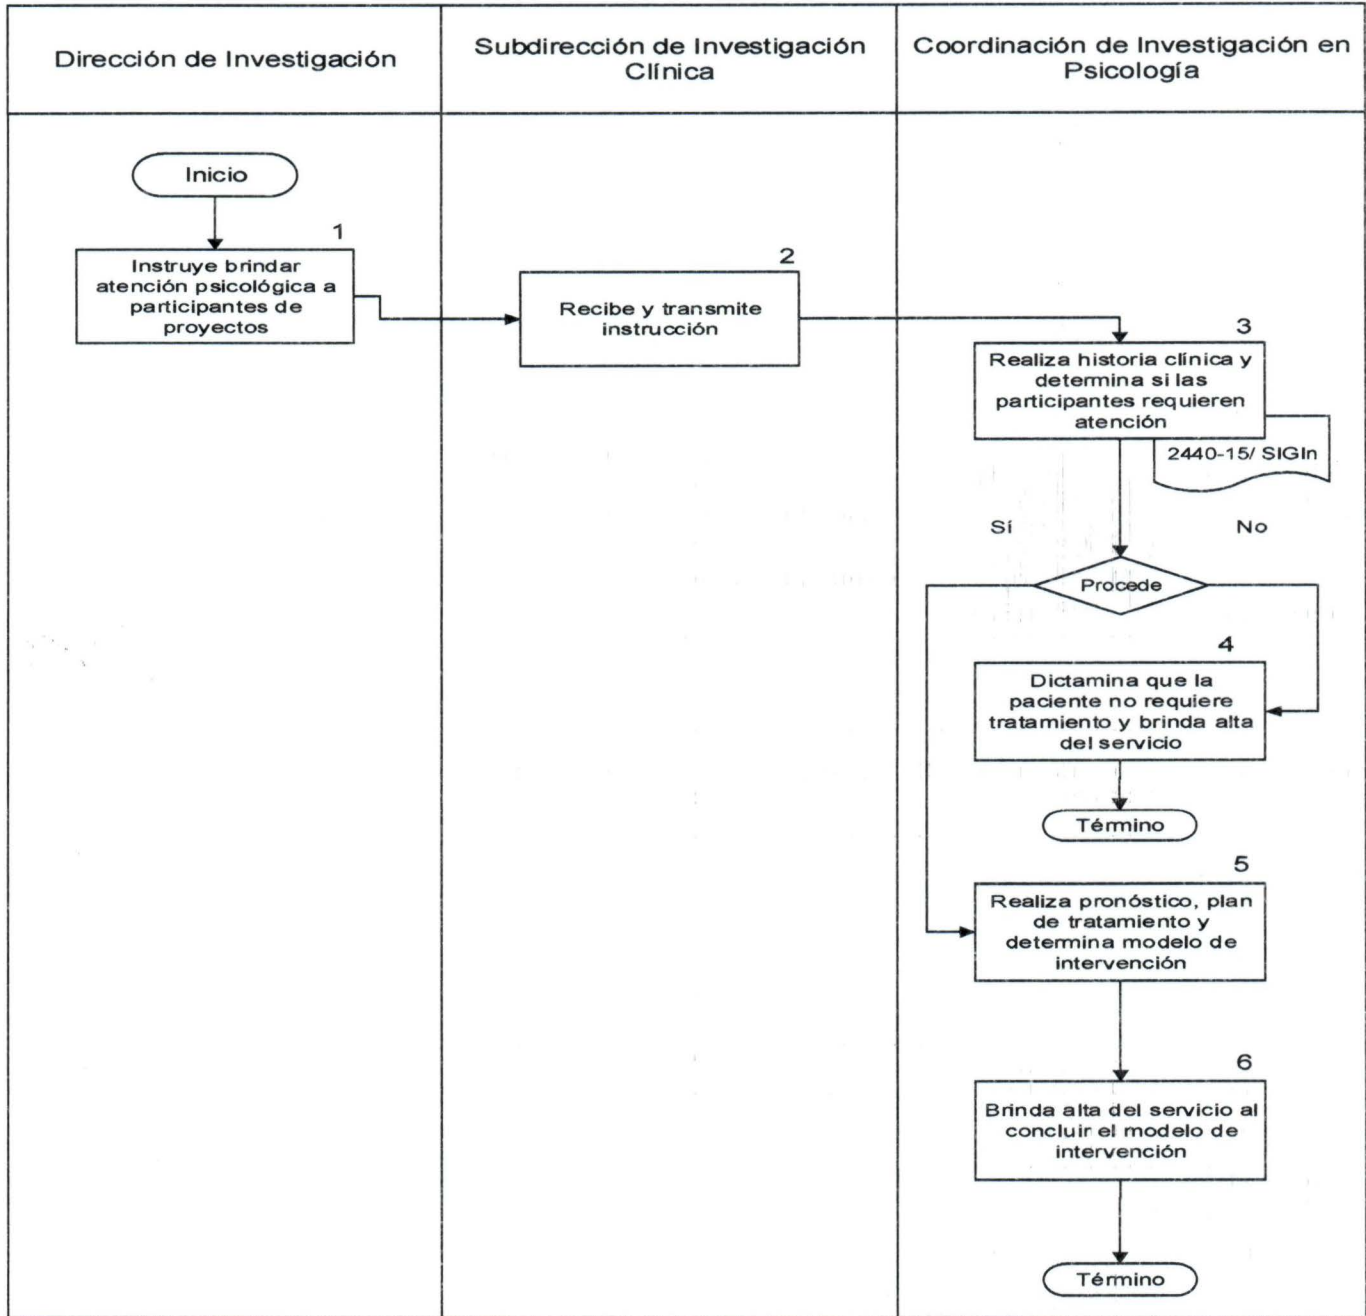 Dirección de Investigación
Subdirección de Investigación
Clínica
Coordinación de Investigación en
Psicología
Inicio
1
Instruye brindar
atención psicológica a
participantes de
proyectos
2
Recibe y transmite
instrucción
3
Realiza historia clínica y
determina si las
participantes requieren
atención
2440-15/ SIGIn
Sí
No
Procede
4
Dictamina que la
paciente no requiere
tratamiento y brinda alta
del servicio
Término
5
Realiza pronóstico, plan
de tratamiento y
determina modelo de
intervención
6
Brinda alta del servicio al
concluir el modelo de
intervención
Término